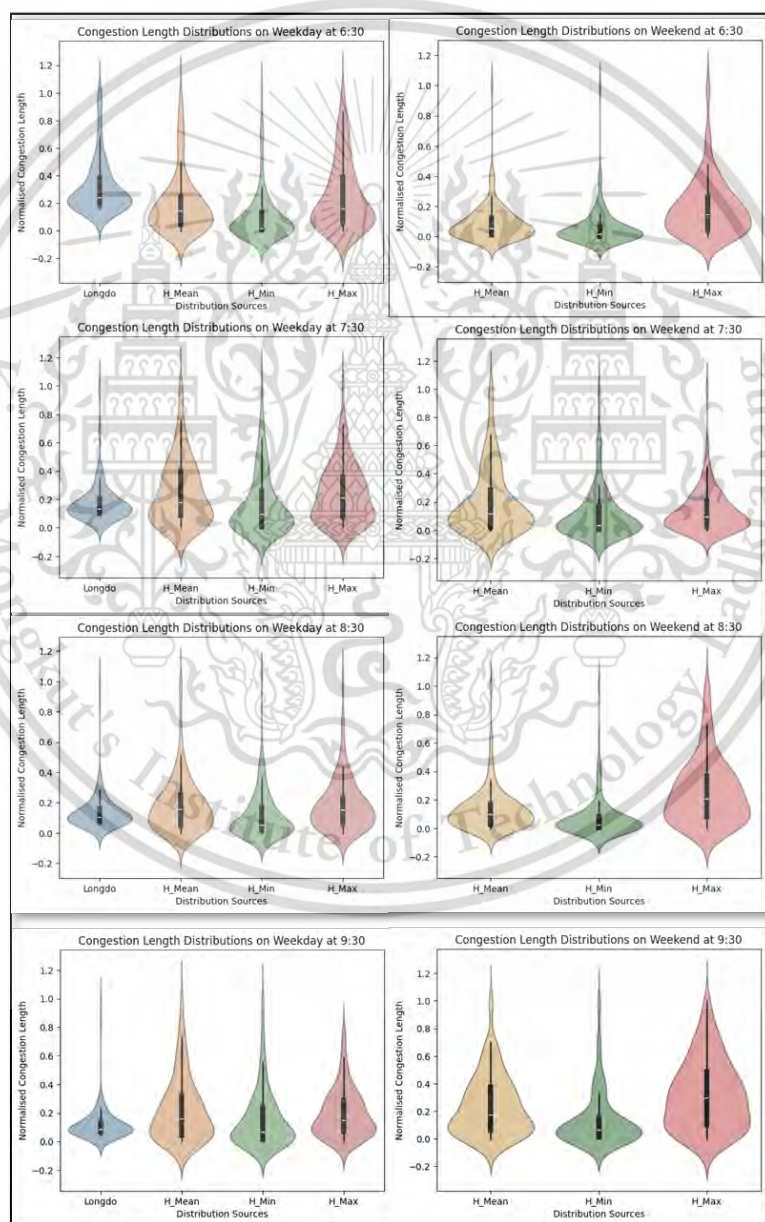 Congestion Length Distributions on Weekday at 6:30
Normalised Congestion Length
1.2
1.0
0.8
0.6
0.4
0.2
0.0
−0.2
Longdo H_Mean H_Min H_Max
Distribution Sources
Congestion Length Distributions on Weekend at 6:30
Normalised Congestion Length
1.2
1.0
0.8
0.6
0.4
0.2
0.0
−0.2
H_Mean H_Min H_Max
Distribution Sources
Congestion Length Distributions on Weekday at 7:30
Normalised Congestion Length
1.2
1.0
0.8
0.6
0.4
0.2
0.0
−0.2
Longdo H_Mean H_Min H_Max
Distribution Sources
Congestion Length Distributions on Weekend at 7:30
Normalised Congestion Length
1.2
1.0
0.8
0.6
0.4
0.2
0.0
−0.2
H_Mean H_Min H_Max
Distribution Sources
Congestion Length Distributions on Weekday at 8:30
Normalised Congestion Length
1.2
1.0
0.8
0.6
0.4
0.2
0.0
−0.2
Longdo H_Mean H_Min H_Max
Distribution Sources
Congestion Length Distributions on Weekend at 8:30
Normalised Congestion Length
1.2
1.0
0.8
0.6
0.4
0.2
0.0
−0.2
H_Mean H_Min H_Max
Distribution Sources
Congestion Length Distributions on Weekday at 9:30
Normalised Congestion Length
1.2
1.0
0.8
0.6
0.4
0.2
0.0
−0.2
Longdo H_Mean H_Min H_Max
Distribution Sources
Congestion Length Distributions on Weekend at 9:30
Normalised Congestion Length
1.2
1.0
0.8
0.6
0.4
0.2
0.0
−0.2
H_Mean H_Min H_Max
Distribution Sources
Institute of Technology